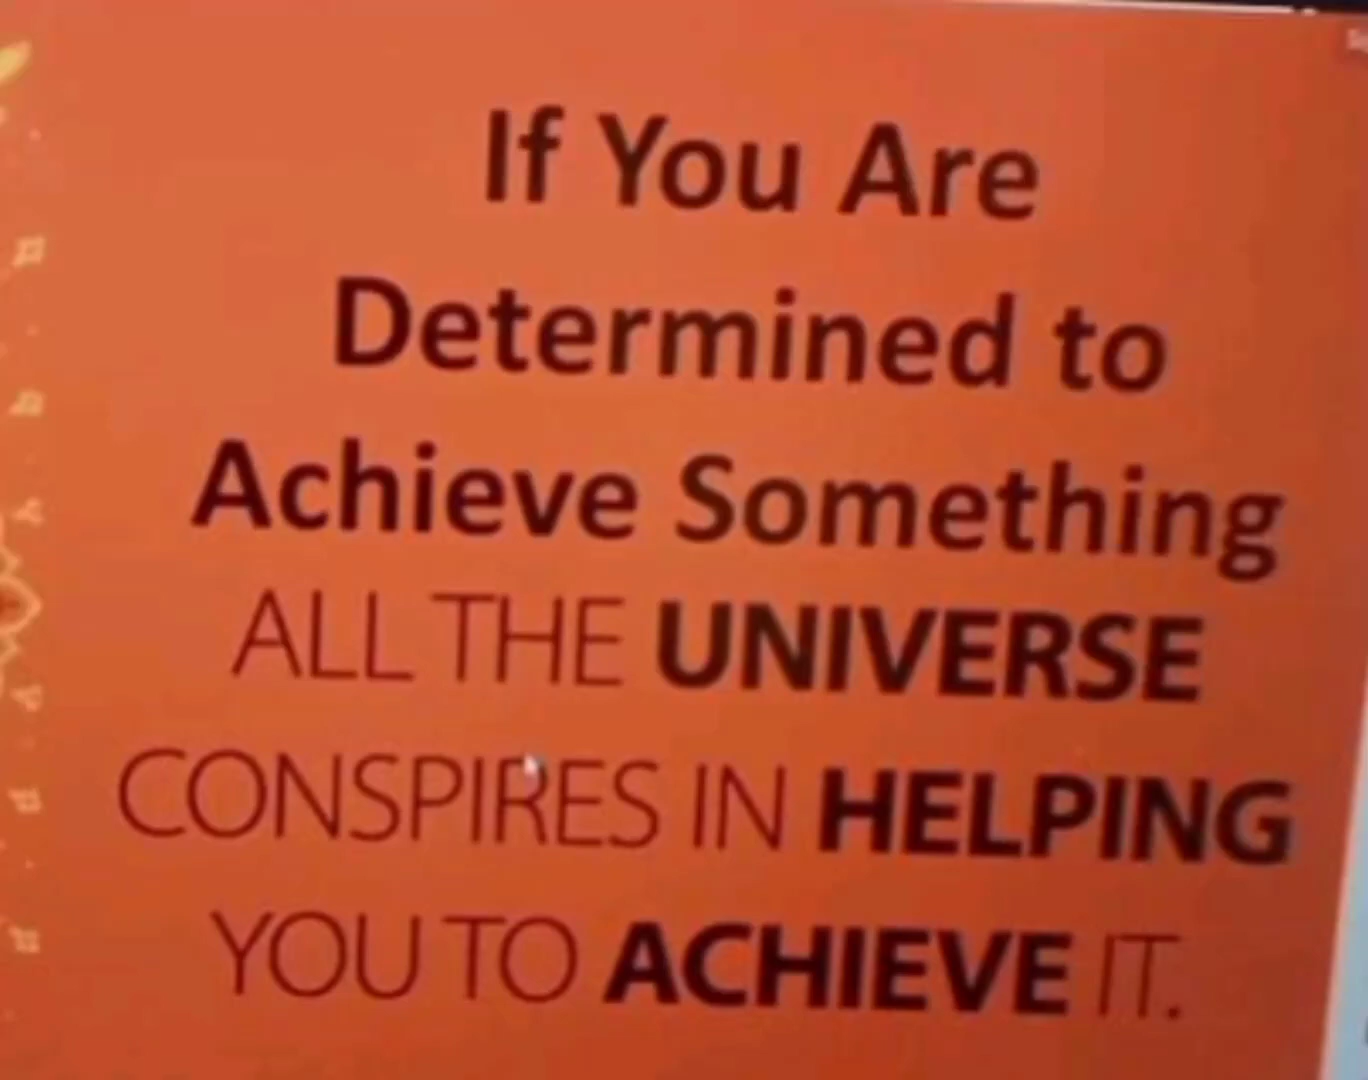 If You Are
Determined to
Achieve Something
ALL THE UNIVERSE
CONSPIRES IN HELPING
YOU TO ACHIEVE IT.